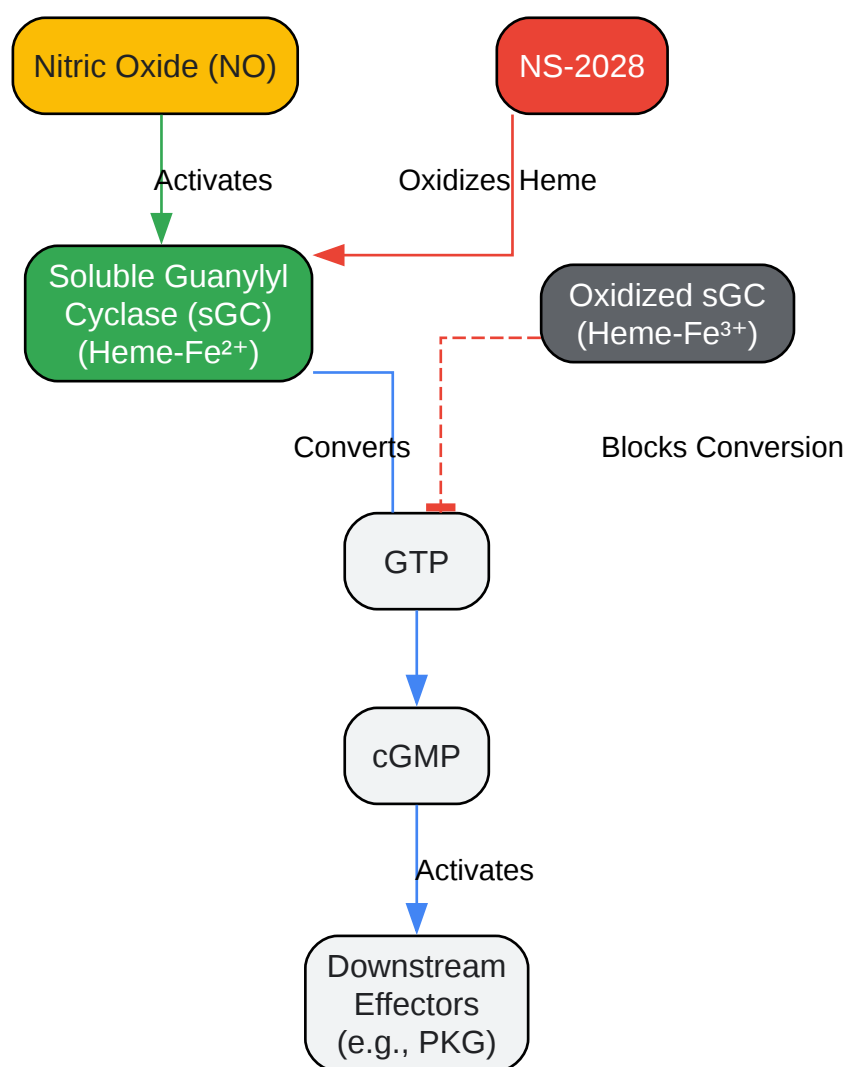 Nitric Oxide (NO)
NS-2028
Activates
Oxidizes Heme
Soluble Guanylyl
Cyclase (sGC)
(Heme-Fe²⁺)
Oxidized sGC
(Heme-Fe³⁺)
Converts
Blocks Conversion
GTP
cGMP
Activates
Downstream
Effectors
(e.g., PKG)